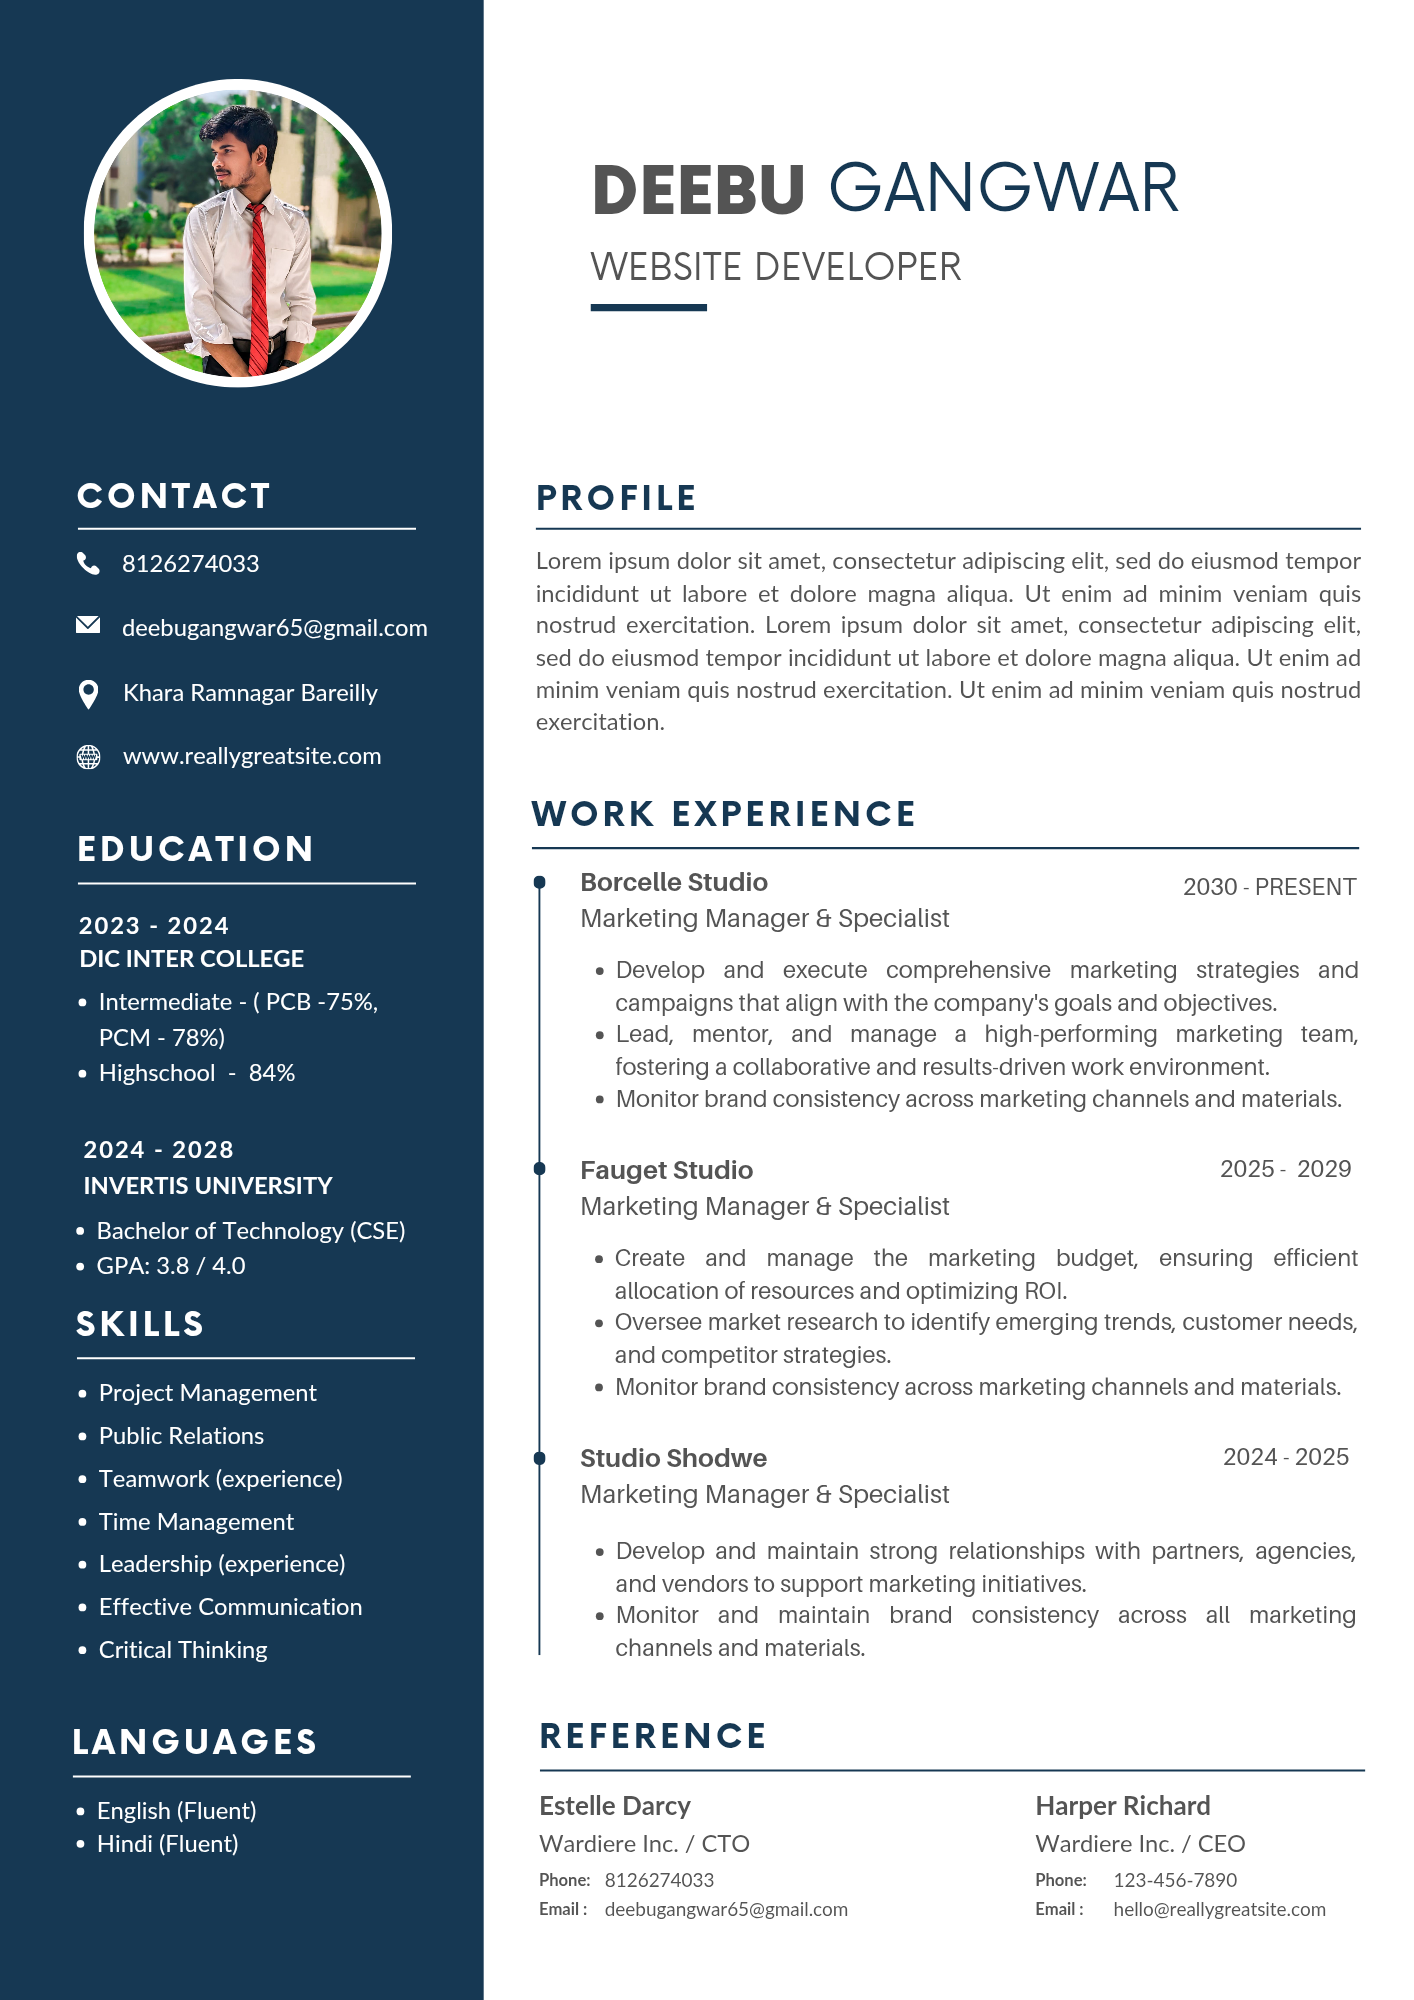 DEEBU GANGWAR
WEBSITE DEVELOPER
CONTACT
8126274033
deebugangwar65@gmail.com
Khara Ramnagar Bareilly
www.reallygreatsite.com
EDUCATION
2023 - 2024
DIC INTER COLLEGE
• Intermediate - ( PCB -75%,
PCM - 78%)
• Highschool - 84%
2024 - 2028
INVERTIS UNIVERSITY
• Bachelor of Technology (CSE)
• GPA: 3.8 / 4.0
SKILLS
• Project Management
• Public Relations
• Teamwork (experience)
• Time Management
• Leadership (experience)
• Effective Communication
• Critical Thinking
LANGUAGES
• English (Fluent)
• Hindi (Fluent)
PROFILE
Lorem ipsum dolor sit amet, consectetur adipiscing elit, sed do eiusmod tempor
incididunt ut labore et dolore magna aliqua. Ut enim ad minim veniam quis
nostrud exercitation. Lorem ipsum dolor sit amet, consectetur adipiscing elit,
sed do eiusmod tempor incididunt ut labore et dolore magna aliqua. Ut enim ad
minim veniam quis nostrud exercitation. Ut enim ad minim veniam quis nostrud
exercitation.
WORK EXPERIENCE
Borcelle Studio 2030 - PRESENT
Marketing Manager & Specialist
• Develop and execute comprehensive marketing strategies and
campaigns that align with the company's goals and objectives.
• Lead, mentor, and manage a high-performing marketing team,
fostering a collaborative and results-driven work environment.
• Monitor brand consistency across marketing channels and materials.
Fauget Studio 2025 - 2029
Marketing Manager & Specialist
• Create and manage the marketing budget, ensuring efficient
allocation of resources and optimizing ROI.
• Oversee market research to identify emerging trends, customer needs,
and competitor strategies.
• Monitor brand consistency across marketing channels and materials.
Studio Shodwe 2024 - 2025
Marketing Manager & Specialist
• Develop and maintain strong relationships with partners, agencies,
and vendors to support marketing initiatives.
• Monitor and maintain brand consistency across all marketing
channels and materials.
REFERENCE
Estelle Darcy
Wardiere Inc. / CTO
Phone: 8126274033
Email : deebugangwar65@gmail.com
Harper Richard
Wardiere Inc. / CEO
Phone: 123-456-7890
Email : hello@reallygreatsite.com